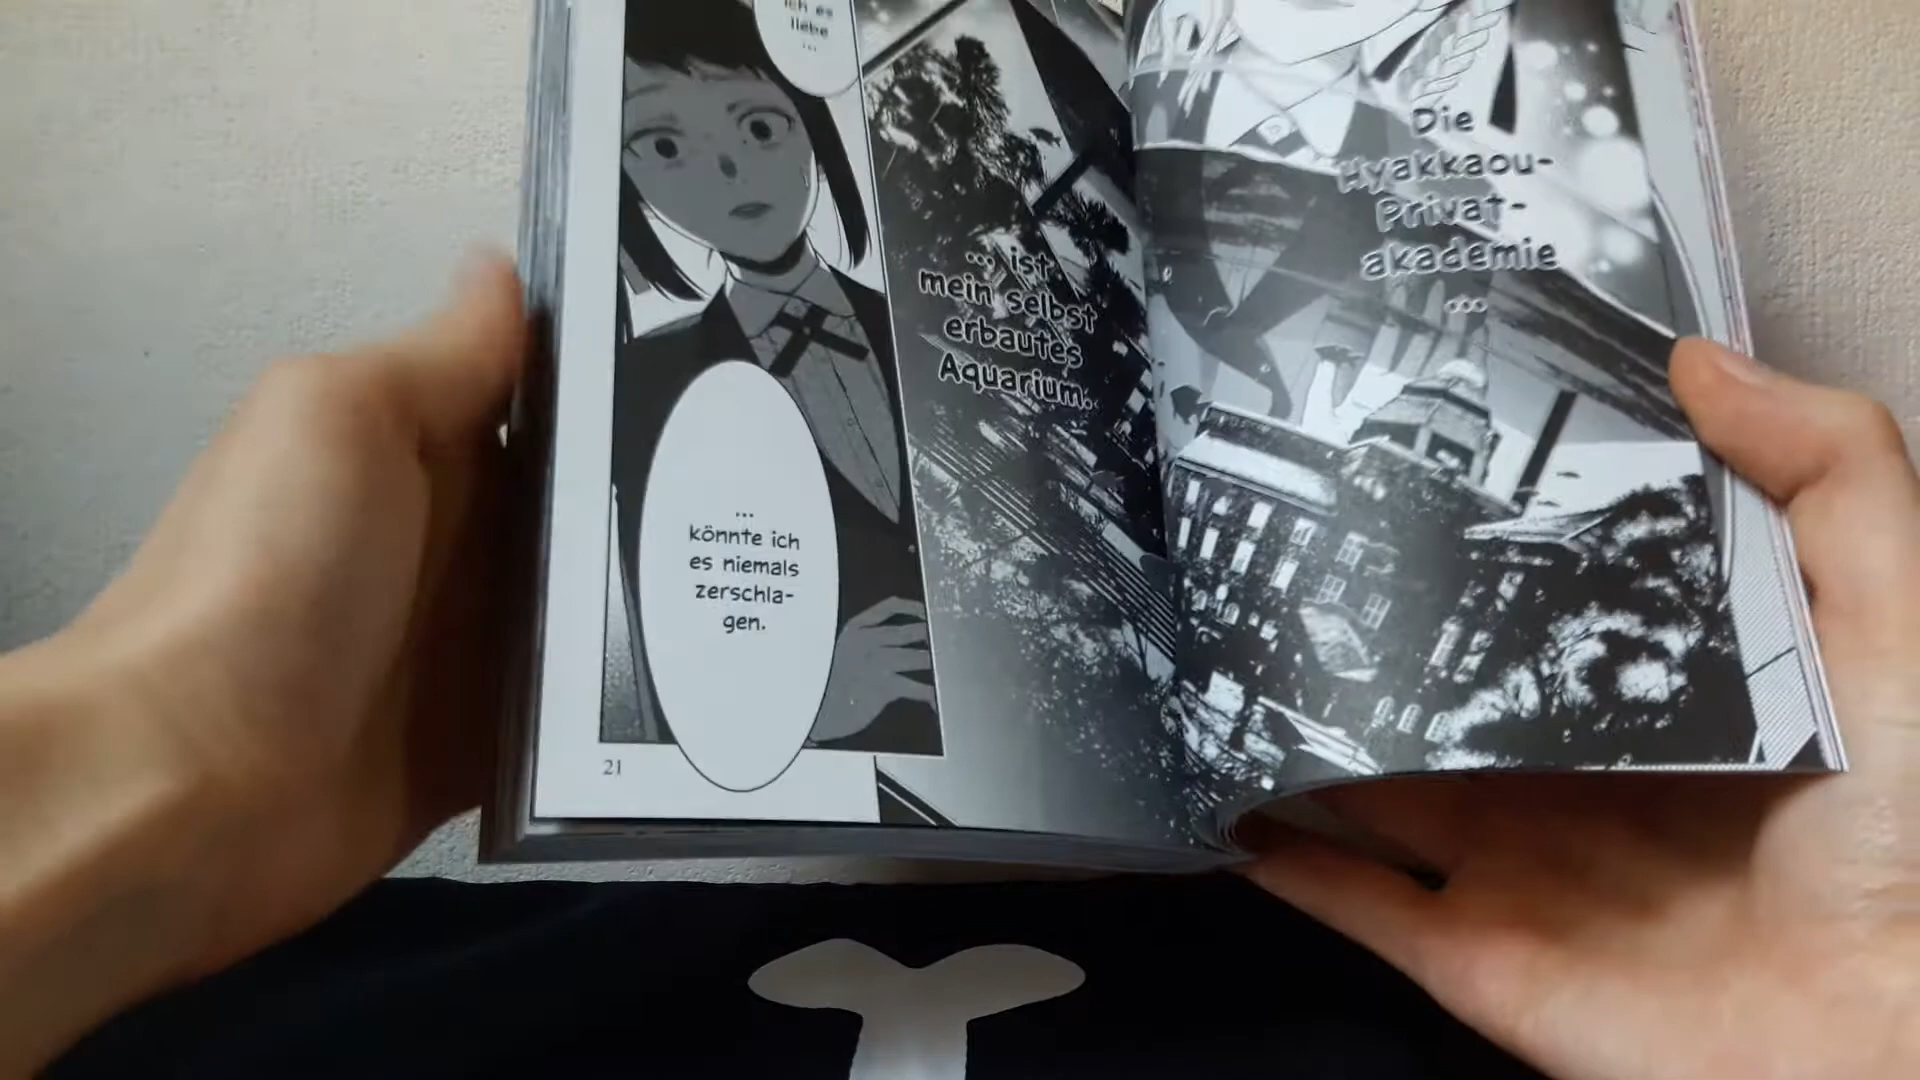 Die
Hyakkaou-
Privat-
akademie
...
... ist
mein selbst
erbautes
Aquarium.
ich es
liebe
...
...
könnte ich
es niemals
zerschla-
gen.
21